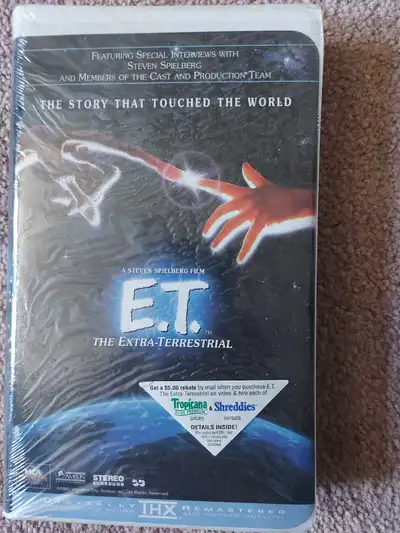 FEATURING SPECIAL INTERVIEWS WITH
STEVEN SPIELBERG
AND MEMBERS OF THE CAST AND PRODUCTION TEAM
THE STORY THAT TOUCHED THE WORLD
A STEVEN SPIELBERG FILM
E.T.
THE EXTRA-TERRESTRIAL
Get a $5.00 rebate by mail when you purchase E.T.
The Extra-Terrestrial on video & two each of
Tropicana & Shreddies
DETAILS INSIDE!
MCA
STEREO
SURROUND
THX REMASTERED